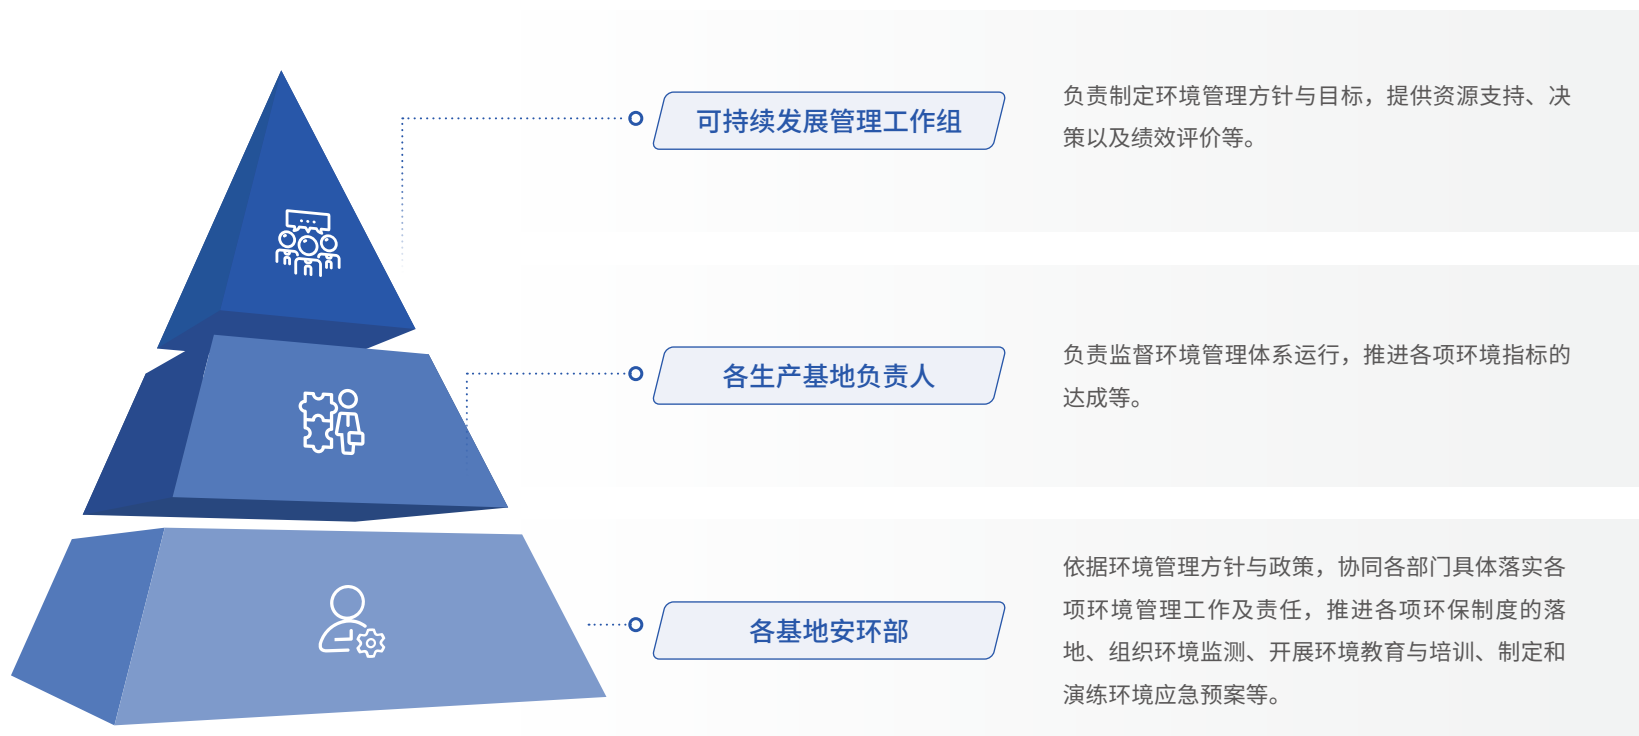 可持续发展管理工作组
负责制定环境管理方针与目标，提供资源支持、决
策以及绩效评价等。
各生产基地负责人
负责监督环境管理体系运行，推进各项环境指标的
达成等。
各基地安环部
依据环境管理方针与政策，协同各部门具体落实各
项环境管理工作及责任，推进各项环保制度的落
地、组织环境监测、开展环境教育与培训、制定和
演练环境应急预案等。